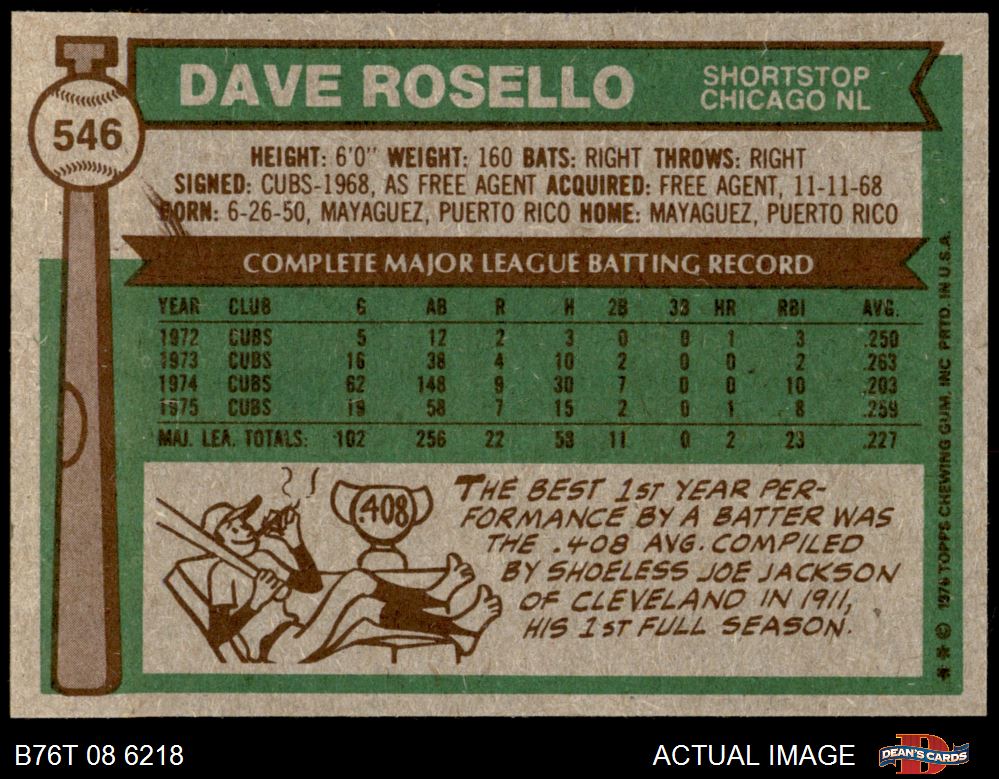 546
DAVE ROSELLO
SHORTSTOP
CHICAGO NL
HEIGHT: 6'0" WEIGHT: 160 BATS: RIGHT THROWS: RIGHT
SIGNED: CUBS-1968, AS FREE AGENT ACQUIRED: FREE AGENT, 11-11-68
BORN: 6-26-50, MAYAGUEZ, PUERTO RICO HOME: MAYAGUEZ, PUERTO RICO
COMPLETE MAJOR LEAGUE BATTING RECORD
YEAR CLUB G AB R H 2B 3B HR RBI AVG.
1972 CUBS 5 12 2 3 0 0 1 3 .250
1973 CUBS 16 38 4 10 2 0 0 2 .263
1974 CUBS 62 148 9 30 7 0 0 10 .203
1975 CUBS 19 58 7 15 2 0 1 8 .259
MAJ. LEA. TOTALS: 102 256 22 58 11 0 2 23 .227
.408
THE BEST 1ST YEAR PER-
FORMANCE BY A BATTER WAS
THE .408 AVG. COMPILED
BY SHOELESS JOE JACKSON
OF CLEVELAND IN 1911,
HIS 1ST FULL SEASON.
** © 1976 TOPPS CHEWING GUM, INC PRTD. IN U.S.A.
B76T 08 6218
ACTUAL IMAGE
D
DEAN'S CARDS